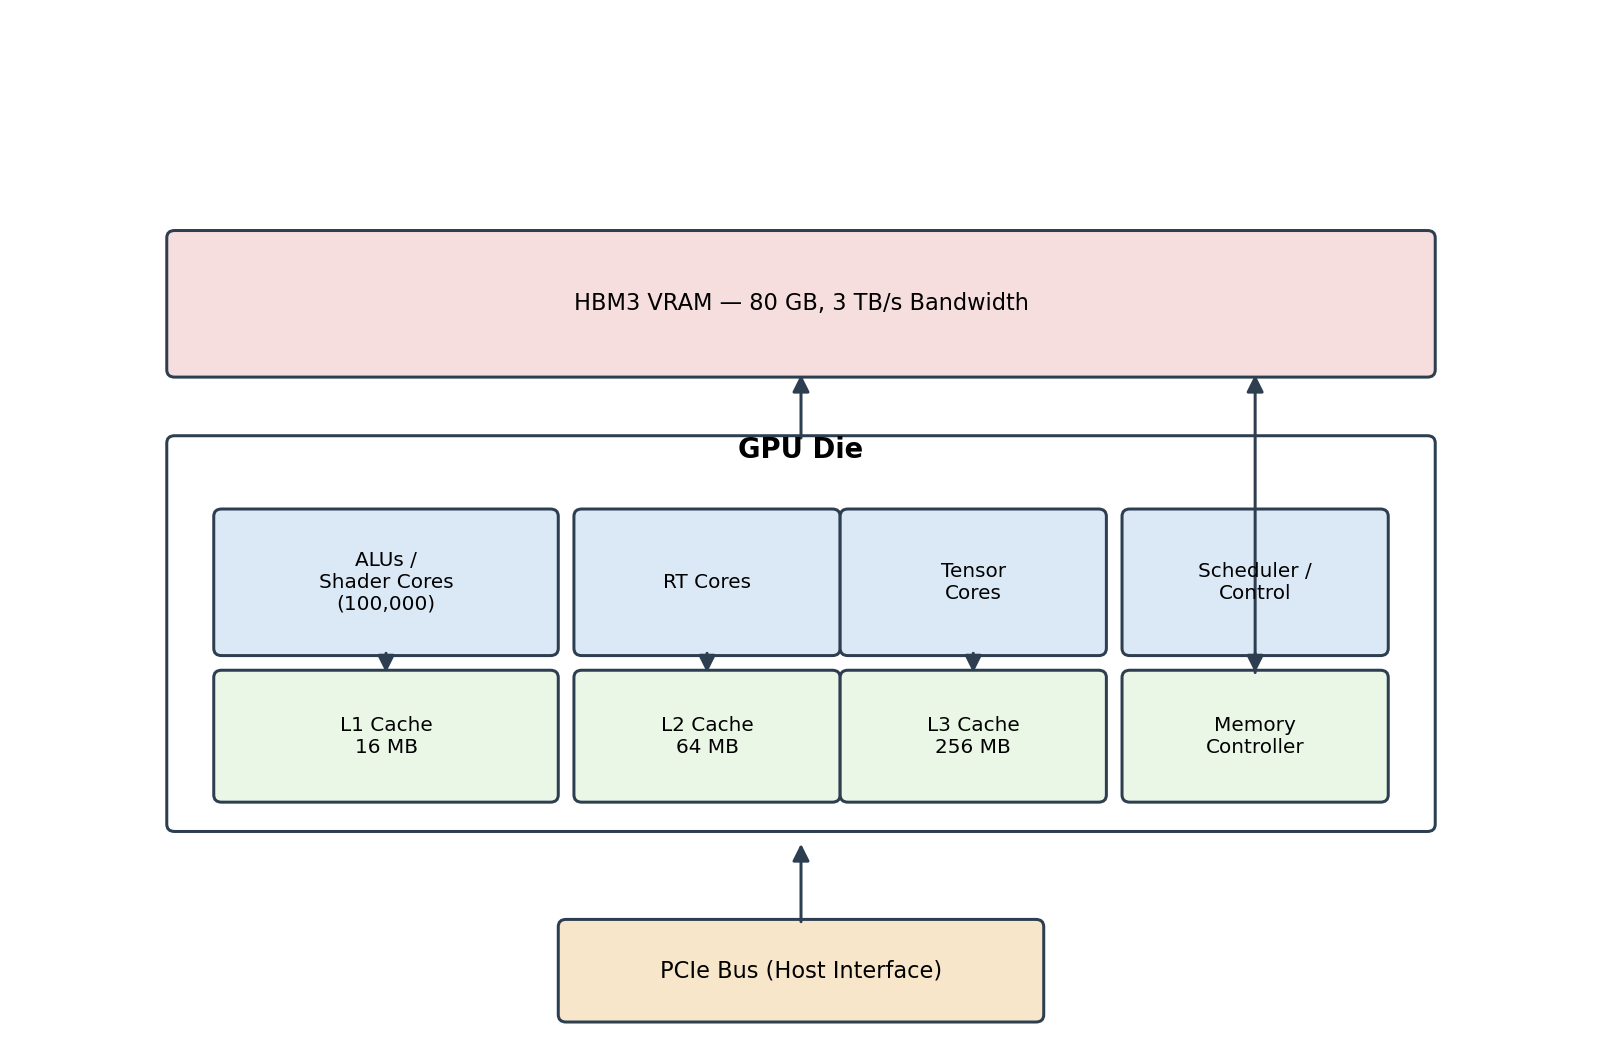 HBM3 VRAM — 80 GB, 3 TB/s Bandwidth
GPU Die
ALUs /
Shader Cores
(100,000)
RT Cores
Tensor
Cores
Scheduler /
Control
L1 Cache
16 MB
L2 Cache
64 MB
L3 Cache
256 MB
Memory
Controller
PCIe Bus (Host Interface)